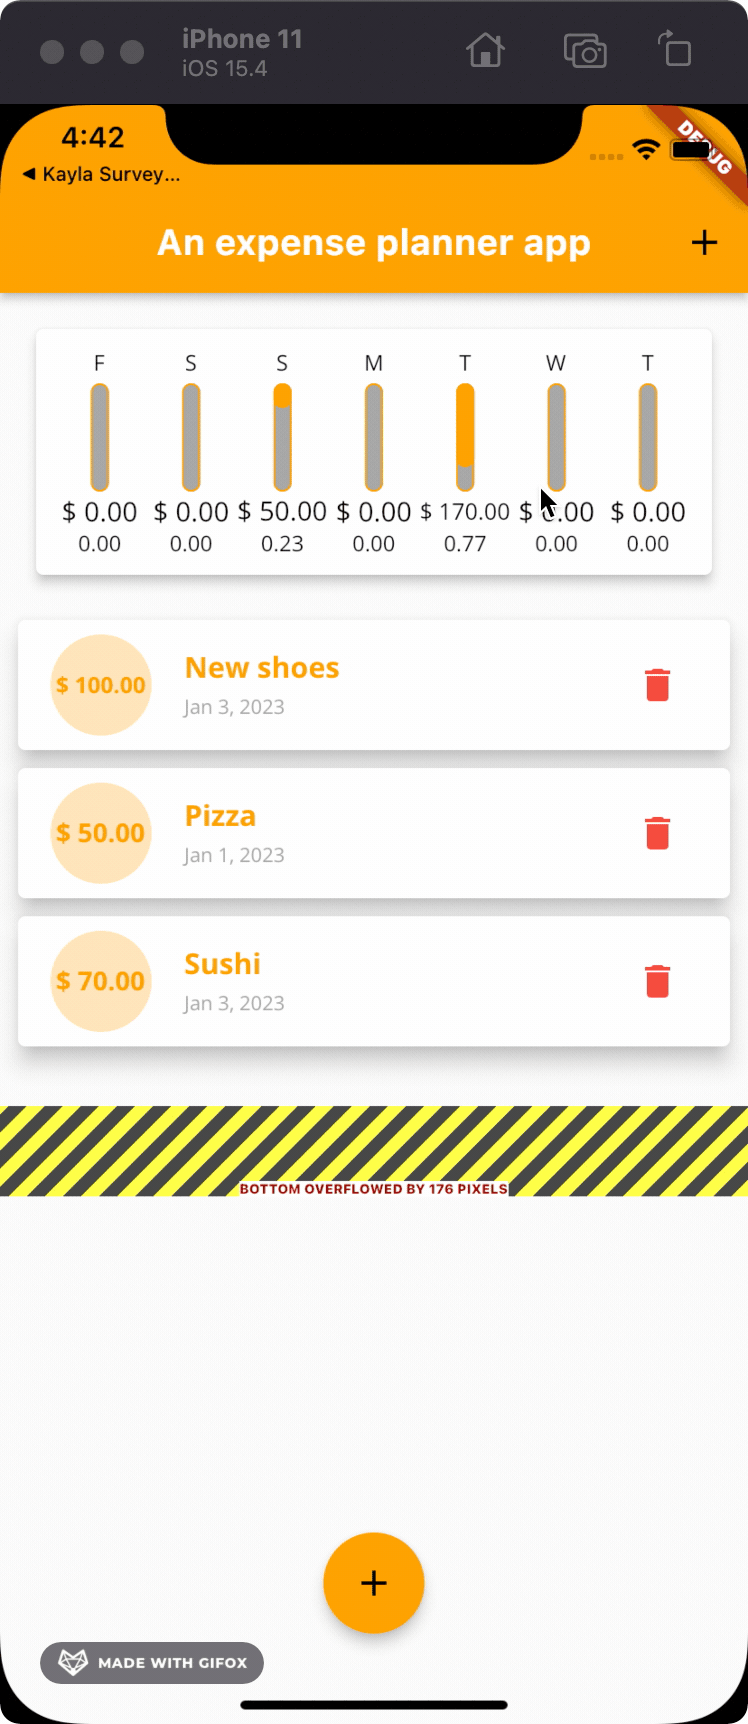 iPhone 11
iOS 15.4
4:42
DEBUG
◀ Kayla Survey...
An expense planner app
+
F S S M T W T
$ 0.00 $ 0.00 $ 50.00 $ 0.00 $ 170.00 $ 0.00 $ 0.00
0.00 0.00 0.23 0.00 0.77 0.00 0.00
$ 100.00
New shoes
Jan 3, 2023
$ 50.00
Pizza
Jan 1, 2023
$ 70.00
Sushi
Jan 3, 2023
BOTTOM OVERFLOWED BY 176 PIXELS
+
MADE WITH GIFOX